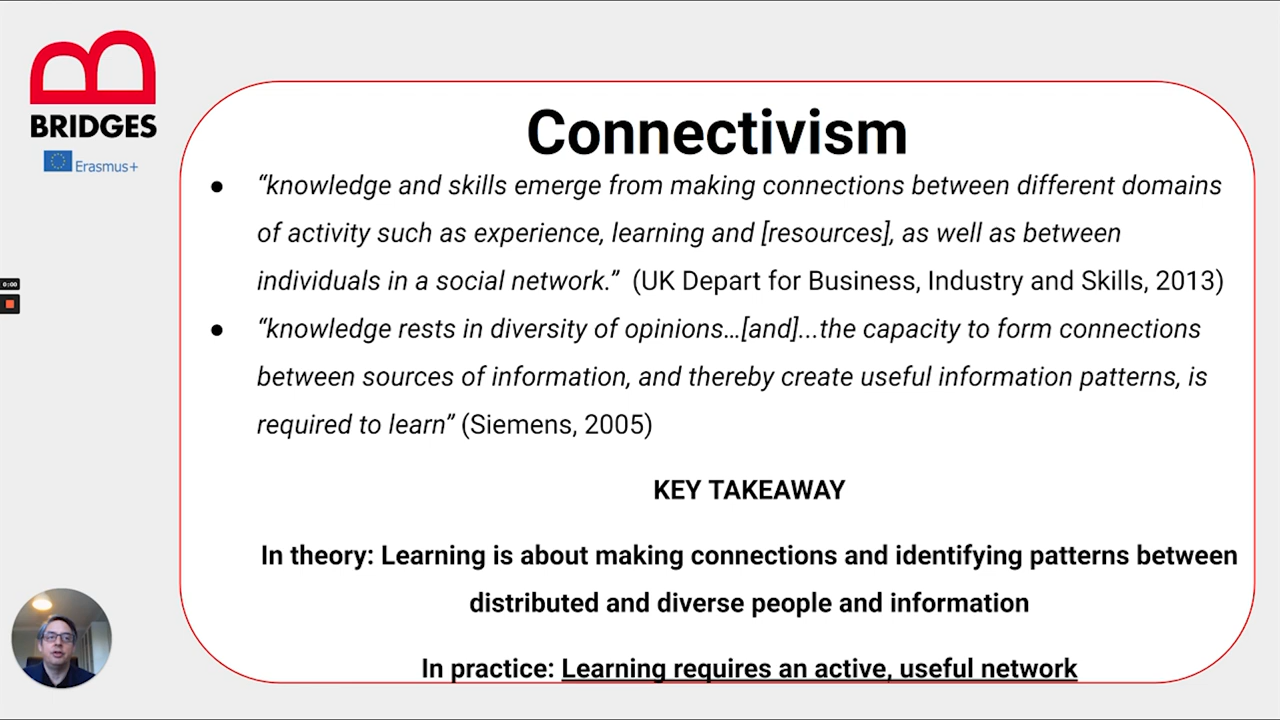 BRIDGES
Erasmus+
Connectivism
● “knowledge and skills emerge from making connections between different domains
of activity such as experience, learning and [resources], as well as between
individuals in a social network.” (UK Depart for Business, Industry and Skills, 2013)
● “knowledge rests in diversity of opinions…[and]...the capacity to form connections
between sources of information, and thereby create useful information patterns, is
required to learn” (Siemens, 2005)
KEY TAKEAWAY
In theory: Learning is about making connections and identifying patterns between
distributed and diverse people and information
In practice: Learning requires an active, useful network
0:00